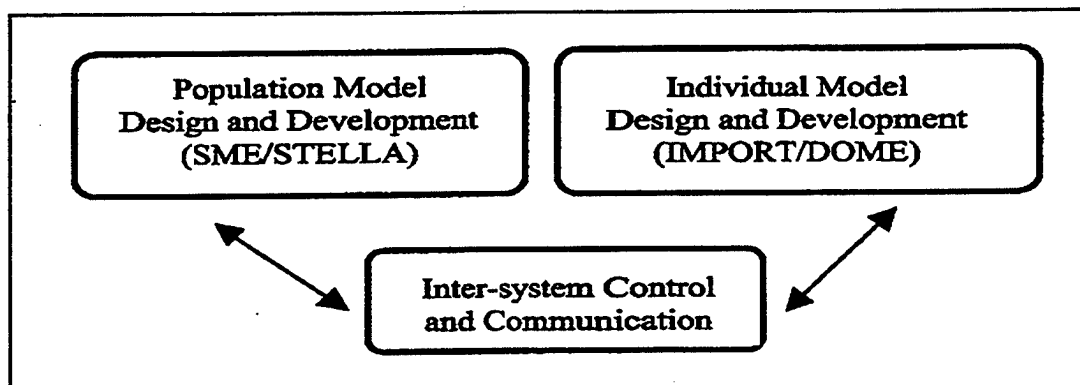 Population Model
Design and Development
(SME/STELLA)
Individual Model
Design and Development
(IMPORT/DOME)
Inter-system Control
and Communication